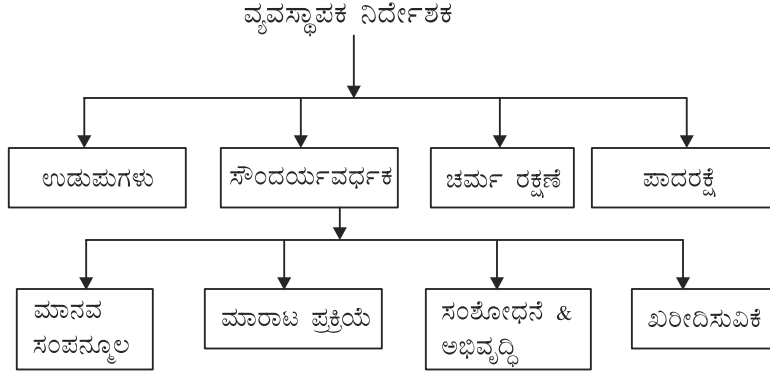 ವ್ಯವಸ್ಥಾಪಕ ನಿರ್ದೇಶಕ
ಉಡುಪುಗಳು
ಸೌಂದರ್ಯವರ್ಧಕ
ಚರ್ಮ ರಕ್ಷಣೆ
ಪಾದರಕ್ಷೆ
ಮಾನವ
ಸಂಪನ್ಮೂಲ
ಮಾರಾಟ ಪ್ರಕ್ರಿಯೆ
ಸಂಶೋಧನೆ &
ಅಭಿವೃದ್ಧಿ
ಖರೀದಿಸುವಿಕೆ